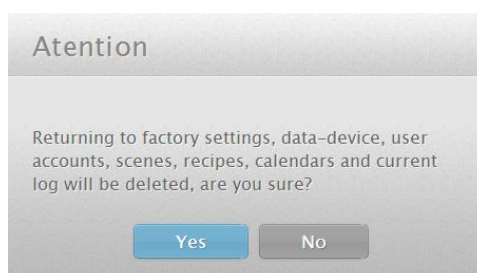 Atention
Returning to factory settings, data-device, user
accounts, scenes, recipes, calendars and current
log will be deleted, are you sure?
Yes No